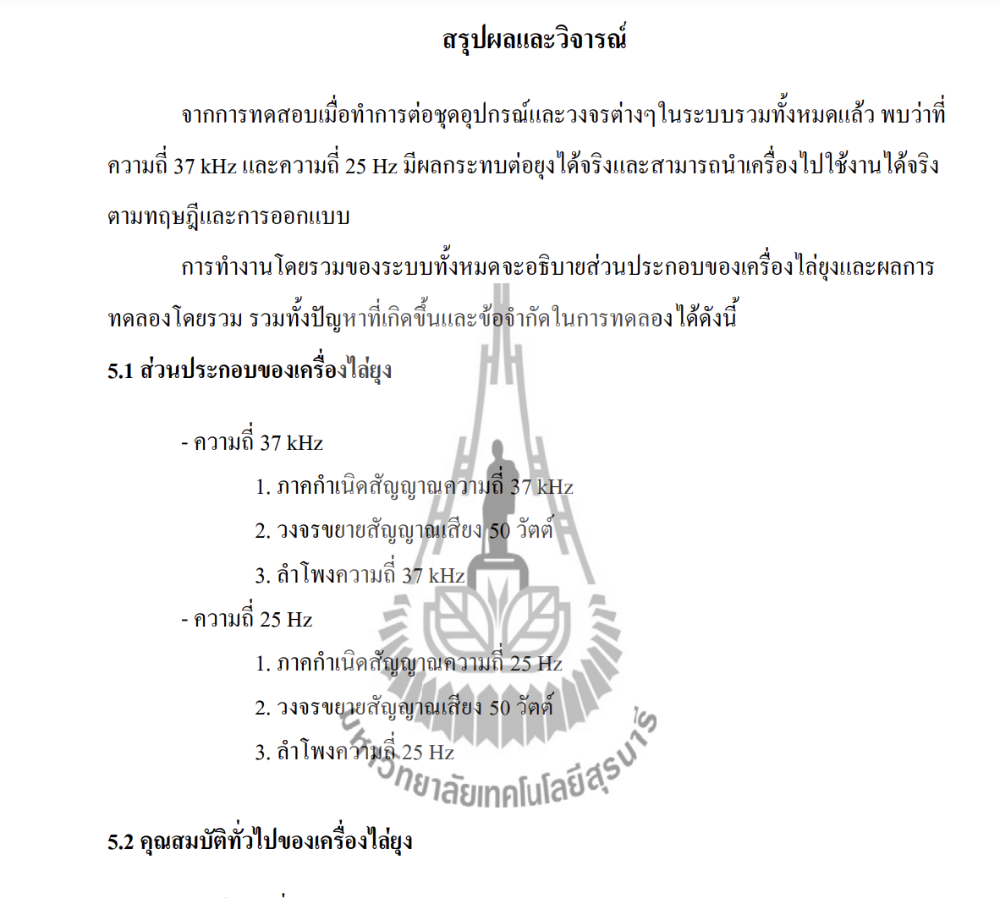 สรุปผลและวิจารณ์
จากการทดสอบเมื่อทำการต่อชุดอุปกรณ์และวงจรต่างๆในระบบรวมทั้งหมดแล้ว พบว่าที่
ความถี่ 37 kHz และความถี่ 25 Hz มีผลกระทบต่อยุงได้จริงและสามารถนำเครื่องไปใช้งานได้จริง
ตามทฤษฎีและการออกแบบ
การทำงานโดยรวมของระบบทั้งหมดจะอธิบายส่วนประกอบของเครื่องไล่ยุงและผลการ
ทดลองโดยรวม รวมทั้งปัญหาที่เกิดขึ้นและข้อจำกัดในการทดลองได้ดังนี้
5.1 ส่วนประกอบของเครื่องไล่ยุง
- ความถี่ 37 kHz
1. ภาคกำเนิดสัญญาณความถี่ 37 kHz
2. วงจรขยายสัญญาณเสียง 50 วัตต์
3. ลำโพงความถี่ 37 kHz
- ความถี่ 25 Hz
1. ภาคกำเนิดสัญญาณความถี่ 25 Hz
2. วงจรขยายสัญญาณเสียง 50 วัตต์
3. ลำโพงความถี่ 25 Hz
มหาวิทยาลัยเทคโนโลยีสุรนารี
5.2 คุณสมบัติทั่วไปของเครื่องไล่ยุง